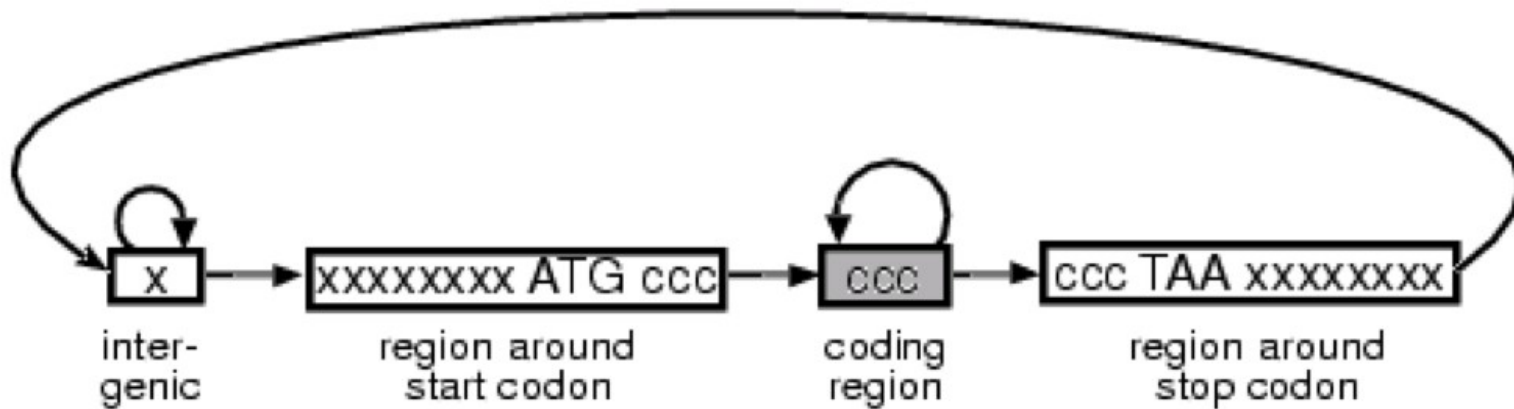 x
xxxxxxxx ATG ccc
ccc
ccc TAA xxxxxxxx
inter-
genic
region around
start codon
coding
region
region around
stop codon